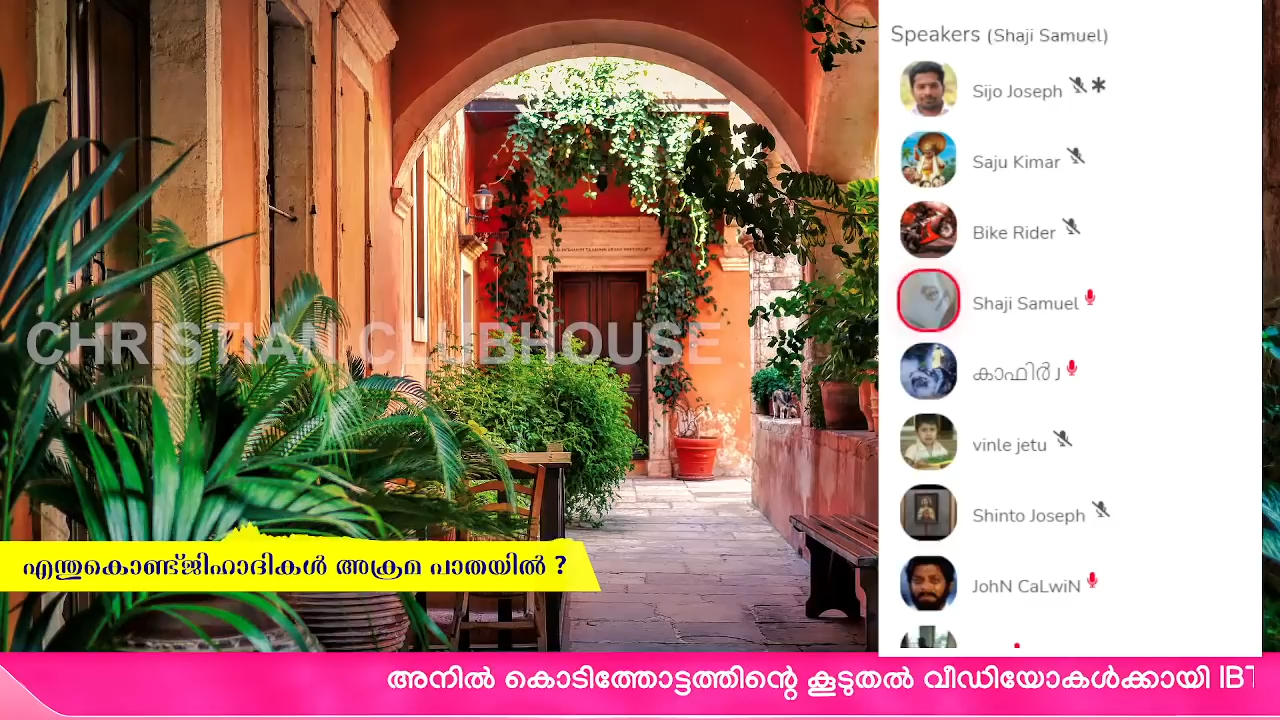 Speakers (Shaji Samuel)
Sijo Joseph
Saju Kimar
Bike Rider
Shaji Samuel
കാഫിർ J
vinle jetu
Shinto Joseph
JohN CaLwiN
CHRISTIAN CLUBHOUSE
എന്തുകൊണ്ട്ജിഹാദികൾ അക്രമ പാതയിൽ ?
അനിൽ കൊടിത്തോട്ടത്തിന്റെ കൂടുതൽ വീഡിയോകൾക്കായി IBT